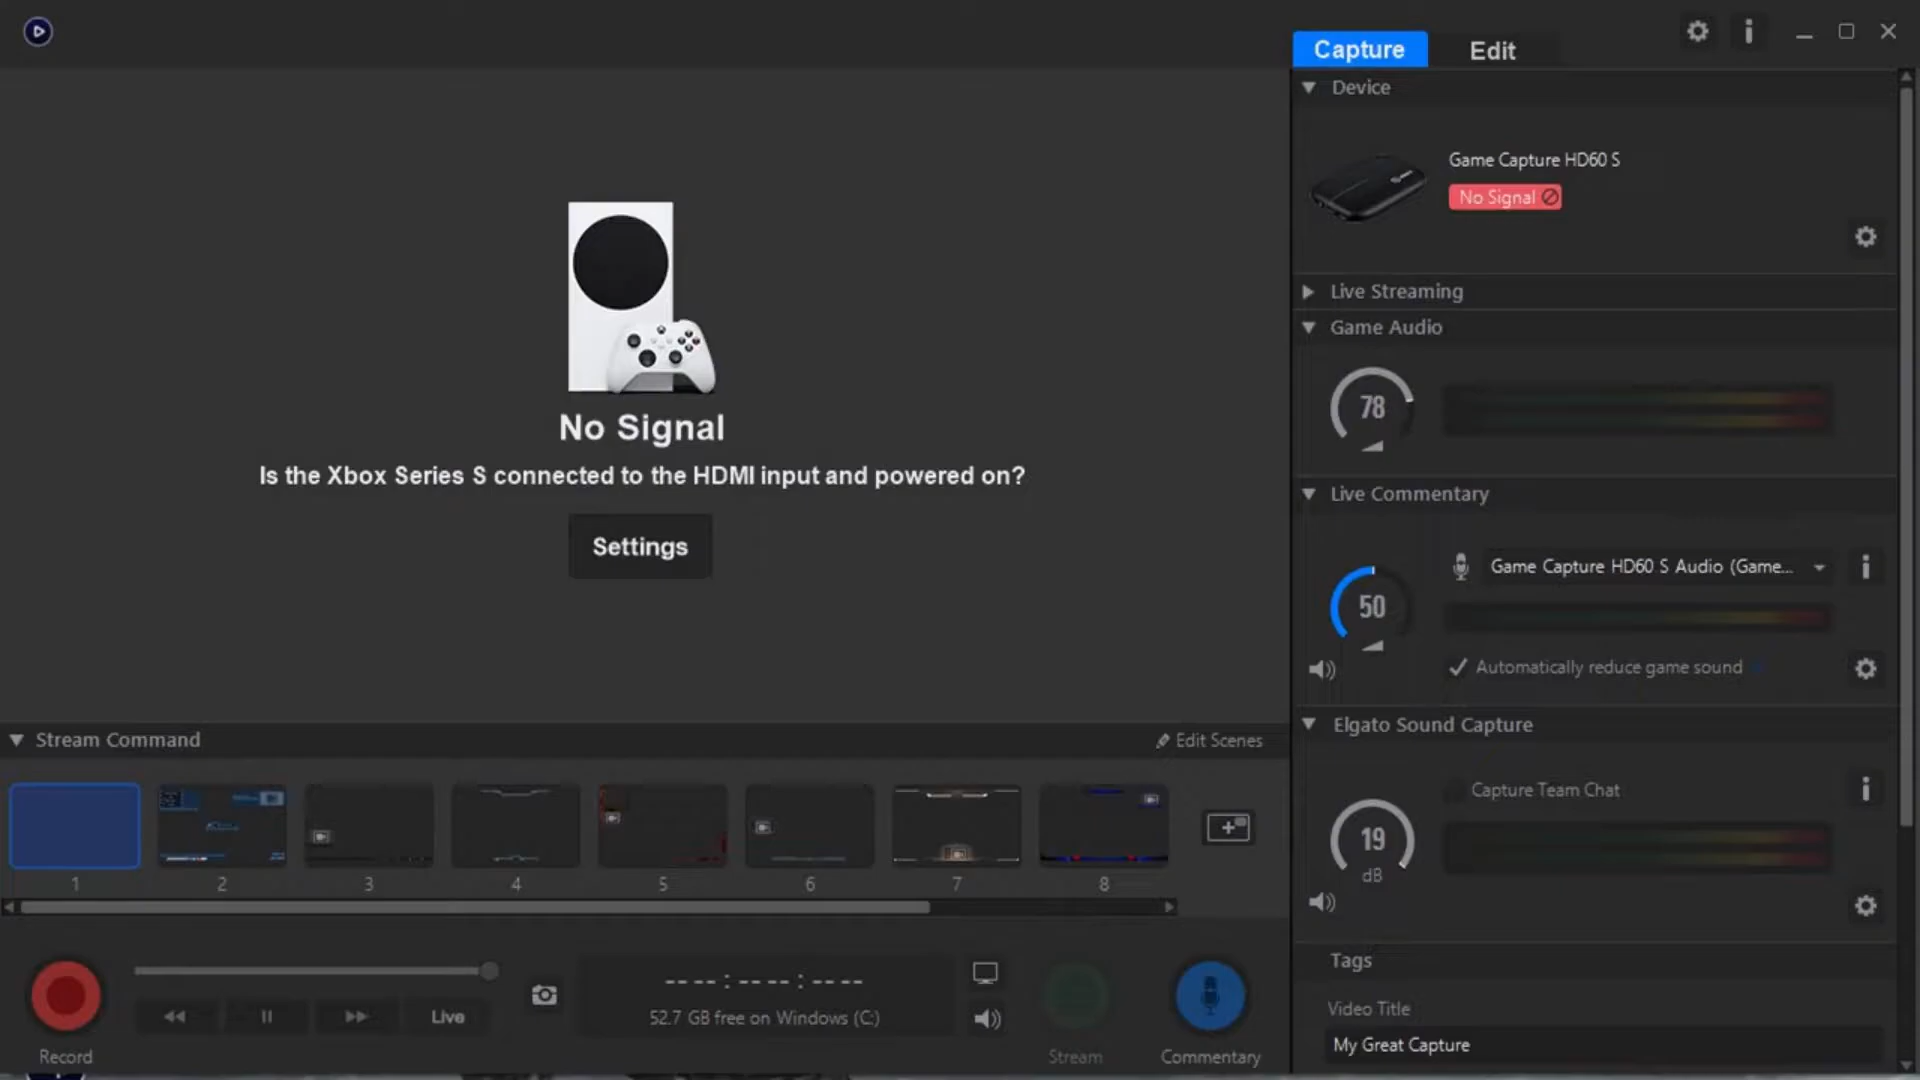 Capture
Edit
Device
Game Capture HD60 S
No Signal
Live Streaming
Game Audio
78
No Signal
Is the Xbox Series S connected to the HDMI input and powered on?
Settings
Live Commentary
Game Capture HD60 S Audio (Game...
50
Automatically reduce game sound
Stream Command
Edit Scenes
1
2
3
4
5
6
7
8
Elgato Sound Capture
Capture Team Chat
19
dB
-- -- : -- -- : -- --
52.7 GB free on Windows (C:)
Live
Record
Stream
Commentary
Tags
Video Title
My Great Capture